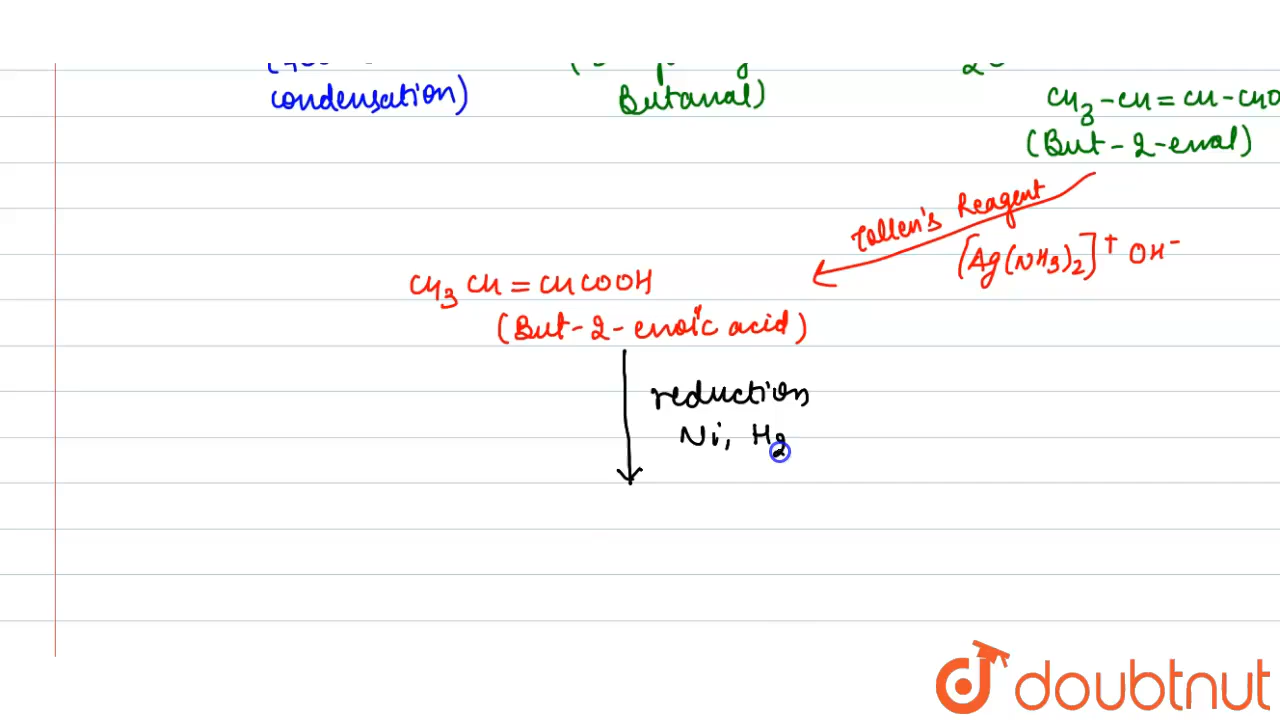 condensation)
Butanal)
CH3-CH=CH-CHO
(But-2-enal)
Tollen's Reagent
[Ag(NH3)2]+ OH-
CH3CH=CHCOOH
(But-2-enoic acid)
reduction
Ni, H2
doubtnut